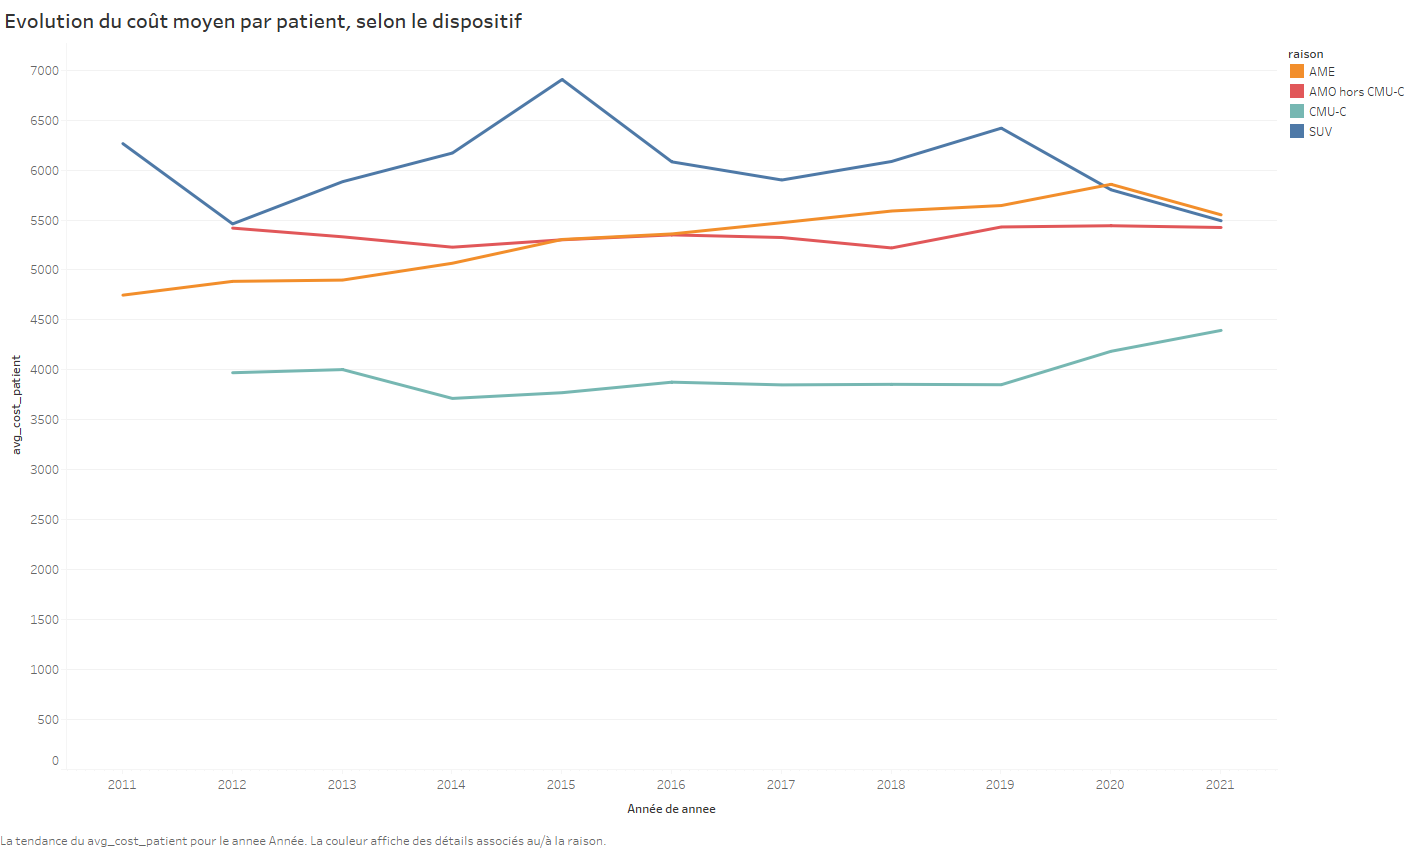 Evolution du coût moyen par patient, selon le dispositif
raison
AME
AMO hors CMU-C
CMU-C
SUV
7000
6500
6000
5500
5000
4500
4000
3500
3000
2500
2000
1500
1000
500
0
avg_cost_patient
2011 2012 2013 2014 2015 2016 2017 2018 2019 2020 2021
Année de annee
La tendance du avg_cost_patient pour le annee Année. La couleur affiche des détails associés au/à la raison.